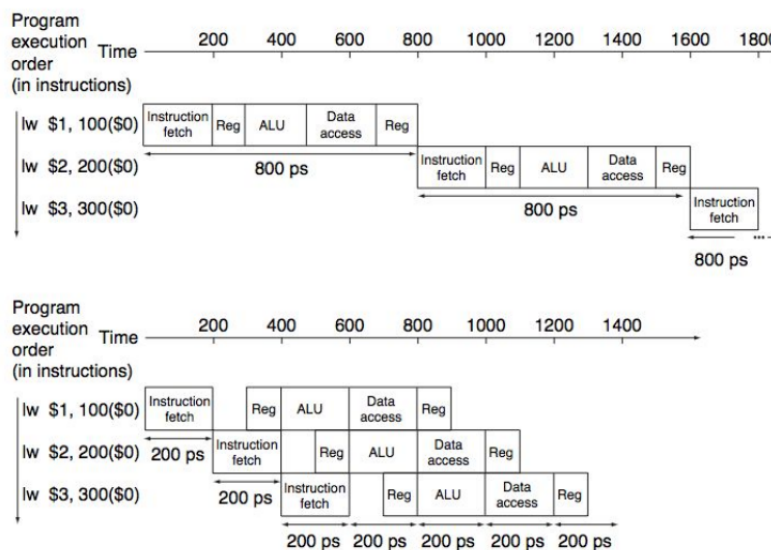 Program
execution
order
(in instructions)
Time
200 400 600 800 1000 1200 1400 1600 1800
lw $1, 100($0) Instruction fetch Reg ALU Data access Reg
800 ps
lw $2, 200($0) Instruction fetch Reg ALU Data access Reg
800 ps
lw $3, 300($0) Instruction fetch
800 ps
...
Program
execution
order
(in instructions)
Time
200 400 600 800 1000 1200 1400
lw $1, 100($0) Instruction fetch Reg ALU Data access Reg
200 ps
lw $2, 200($0) Instruction fetch Reg ALU Data access Reg
200 ps
lw $3, 300($0) Instruction fetch Reg ALU Data access Reg
200 ps 200 ps 200 ps 200 ps 200 ps